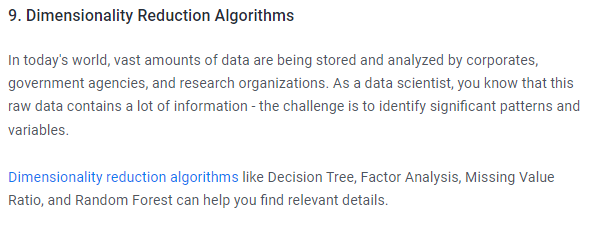 9. Dimensionality Reduction Algorithms
In today's world, vast amounts of data are being stored and analyzed by corporates,
government agencies, and research organizations. As a data scientist, you know that this
raw data contains a lot of information - the challenge is to identify significant patterns and
variables.
Dimensionality reduction algorithms like Decision Tree, Factor Analysis, Missing Value
Ratio, and Random Forest can help you find relevant details.